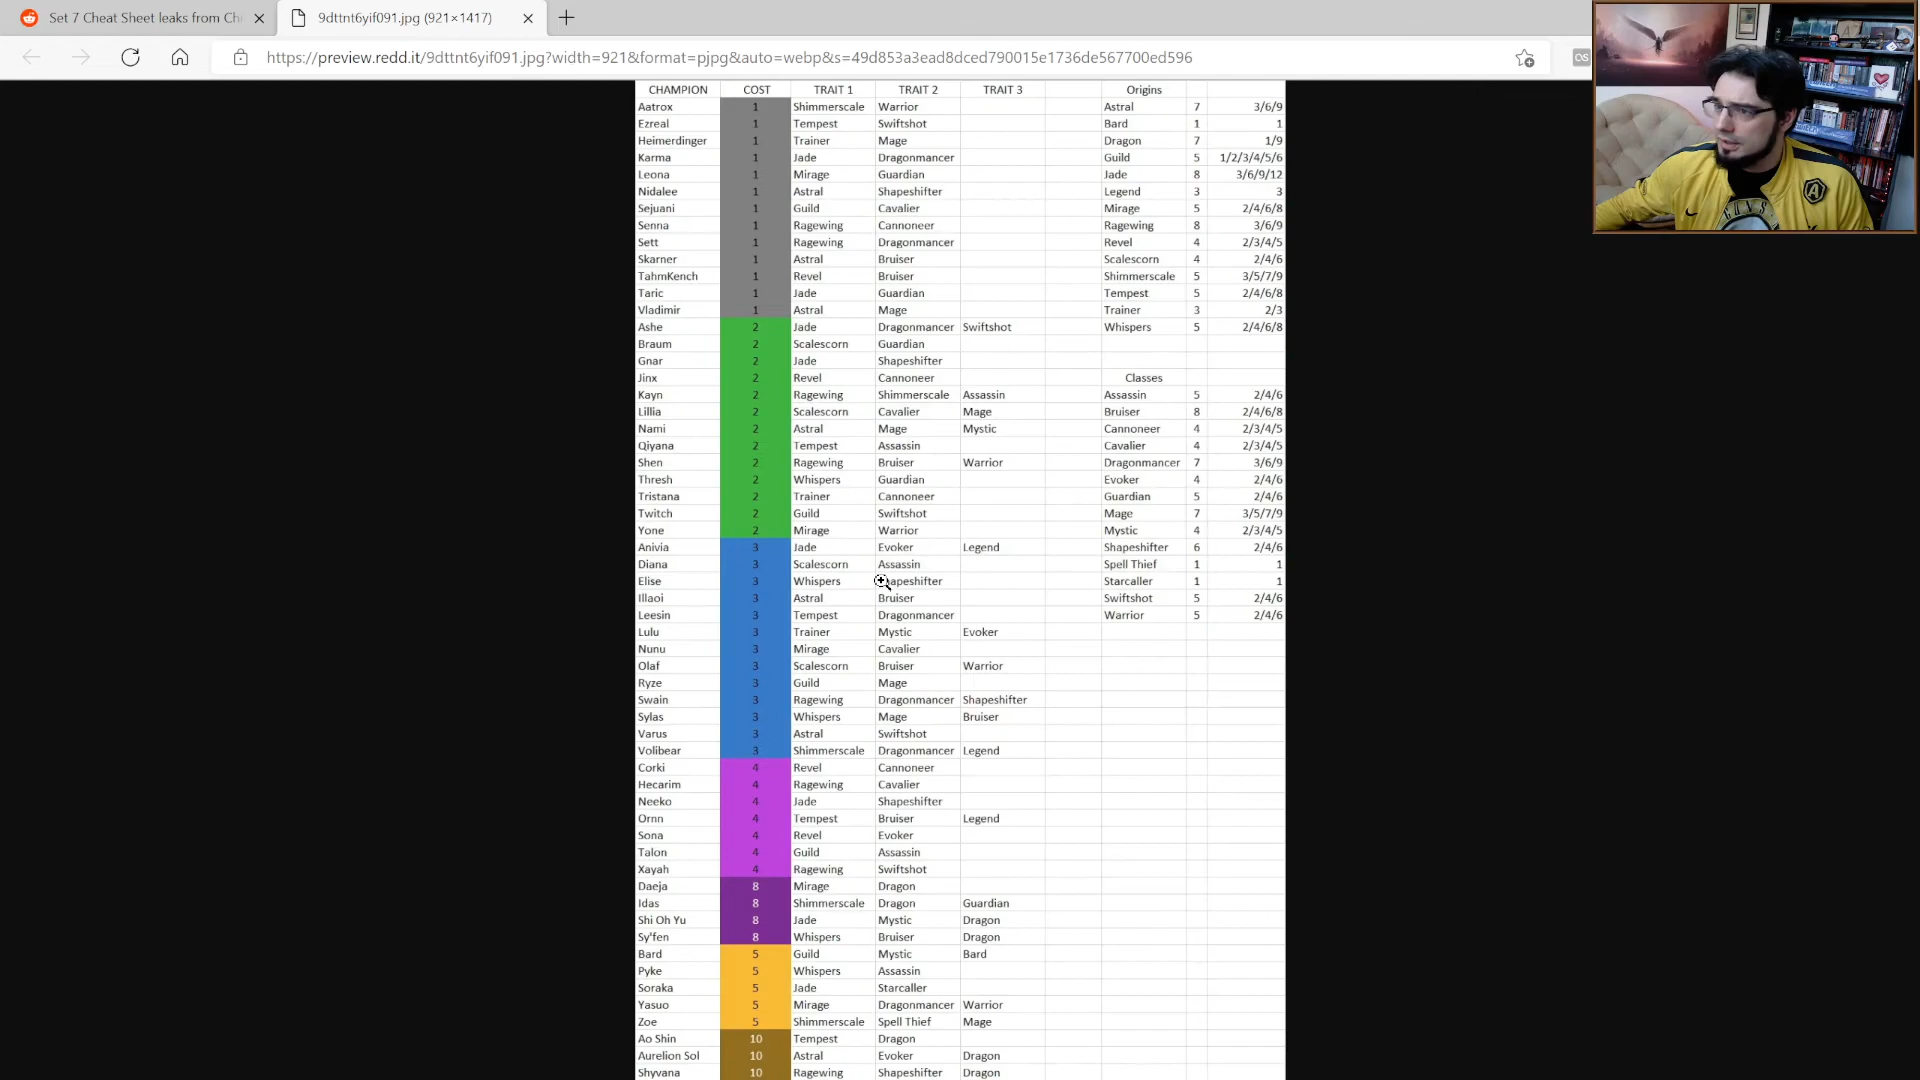 Set 7 Cheat Sheet leaks from Ch
9dttnt6yif091.jpg (921×1417)
https://preview.redd.it/9dttnt6yif091.jpg?width=921&format=pjpg&auto=webp&s=49d853a3ead8dced790015e1736de567700ed596
CHAMPION COST TRAIT 1 TRAIT 2 TRAIT 3 Origins
Aatrox 1 Shimmerscale Warrior Astral 7 3/6/9
Ezreal 1 Tempest Swiftshot Bard 1 1
Heimerdinger 1 Trainer Mage Dragon 7 1/9
Karma 1 Jade Dragonmancer Guild 5 1/2/3/4/5/6
Leona 1 Mirage Guardian Jade 8 3/6/9/12
Nidalee 1 Astral Shapeshifter Legend 3 3
Sejuani 1 Guild Cavalier Mirage 5 2/4/6/8
Senna 1 Ragewing Cannoneer Ragewing 8 3/6/9
Sett 1 Ragewing Dragonmancer Revel 4 2/3/4/5
Skarner 1 Astral Bruiser Scalescorn 4 2/4/6
TahmKench 1 Revel Bruiser Shimmerscale 5 3/5/7/9
Taric 1 Jade Guardian Tempest 5 2/4/6/8
Vladimir 1 Astral Mage Trainer 3 2/3
Ashe 2 Jade Dragonmancer Swiftshot Whispers 5 2/4/6/8
Braum 2 Scalescorn Guardian
Gnar 2 Jade Shapeshifter
Jinx 2 Revel Cannoneer Classes
Kayn 2 Ragewing Shimmerscale Assassin Assassin 5 2/4/6
Lillia 2 Scalescorn Cavalier Mage Bruiser 8 2/4/6/8
Nami 2 Astral Mage Mystic Cannoneer 4 2/3/4/5
Qiyana 2 Tempest Assassin Cavalier 4 2/3/4/5
Shen 2 Ragewing Bruiser Warrior Dragonmancer 7 3/6/9
Thresh 2 Whispers Guardian Evoker 4 2/4/6
Tristana 2 Trainer Cannoneer Guardian 5 2/4/6
Twitch 2 Guild Swiftshot Mage 7 3/5/7/9
Yone 2 Mirage Warrior Mystic 4 2/3/4/5
Anivia 3 Jade Evoker Legend Shapeshifter 6 2/4/6
Diana 3 Scalescorn Assassin Spell Thief 1 1
Elise 3 Whispers Shapeshifter Starcaller 1 1
Illaoi 3 Astral Bruiser Swiftshot 5 2/4/6
Leesin 3 Tempest Dragonmancer Warrior 5 2/4/6
Lulu 3 Trainer Mystic Evoker
Nunu 3 Mirage Cavalier
Olaf 3 Scalescorn Bruiser Warrior
Ryze 3 Guild Mage
Swain 3 Ragewing Dragonmancer Shapeshifter
Sylas 3 Whispers Mage Bruiser
Varus 3 Astral Swiftshot
Volibear 3 Shimmerscale Dragonmancer Legend
Corki 4 Revel Cannoneer
Hecarim 4 Ragewing Cavalier
Neeko 4 Jade Shapeshifter
Ornn 4 Tempest Bruiser Legend
Sona 4 Revel Evoker
Talon 4 Guild Assassin
Xayah 4 Ragewing Swiftshot
Daeja 8 Mirage Dragon
Idas 8 Shimmerscale Dragon Guardian
Shi Oh Yu 8 Jade Mystic Dragon
Sy'fen 8 Whispers Bruiser Dragon
Bard 5 Guild Mystic Bard
Pyke 5 Whispers Assassin
Soraka 5 Jade Starcaller
Yasuo 5 Mirage Dragonmancer Warrior
Zoe 5 Shimmerscale Spell Thief Mage
Ao Shin 10 Tempest Dragon
Aurelion Sol 10 Astral Evoker Dragon
Shyvana 10 Ragewing Shapeshifter Dragon